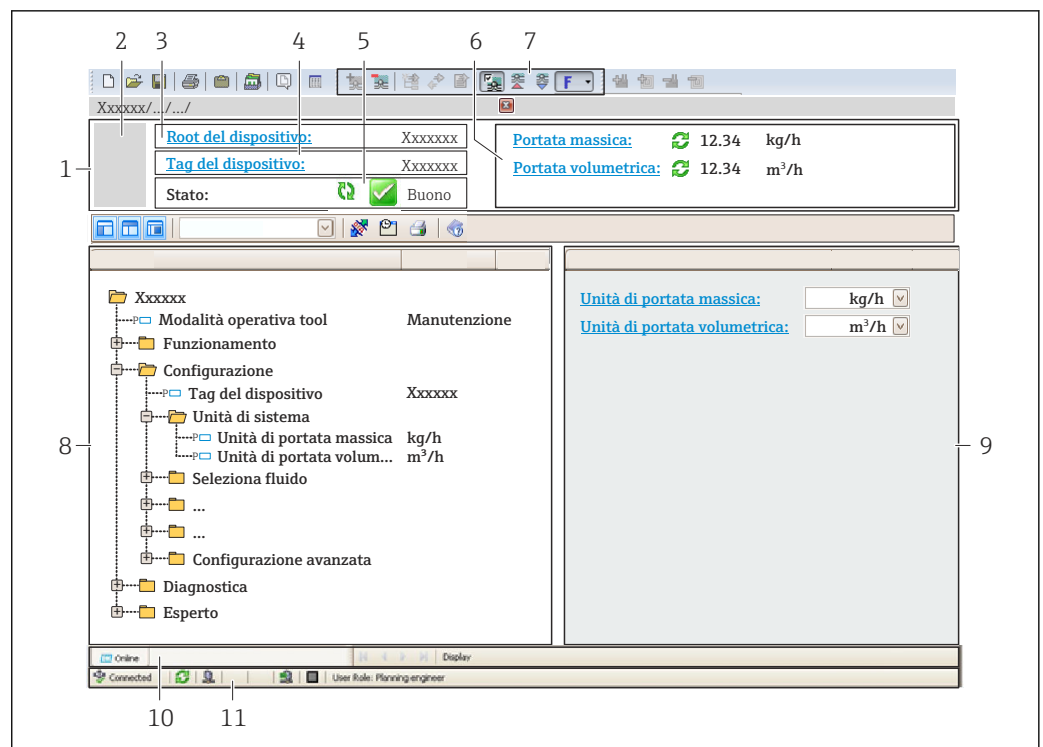 2 3 4 5 6 7
F
Xxxxxx/.../.../
1
Root del dispositivo: Xxxxxxx
Tag del dispositivo: Xxxxxxx
Stato: Buono
Portata massica: 12.34 kg/h
Portata volumetrica: 12.34 m³/h
Xxxxxx
P Modalità operativa tool Manutenzione
Funzionamento
Configurazione
P Tag del dispositivo Xxxxxx
Unità di sistema
P Unità di portata massica kg/h
P Unità di portata volum... m³/h
Seleziona fluido
...
...
Configurazione avanzata
Diagnostica
Esperto
8
Unità di portata massica: kg/h
Unità di portata volumetrica: m³/h
9
Online Display
Connected User Role: Planning engineer
10 11